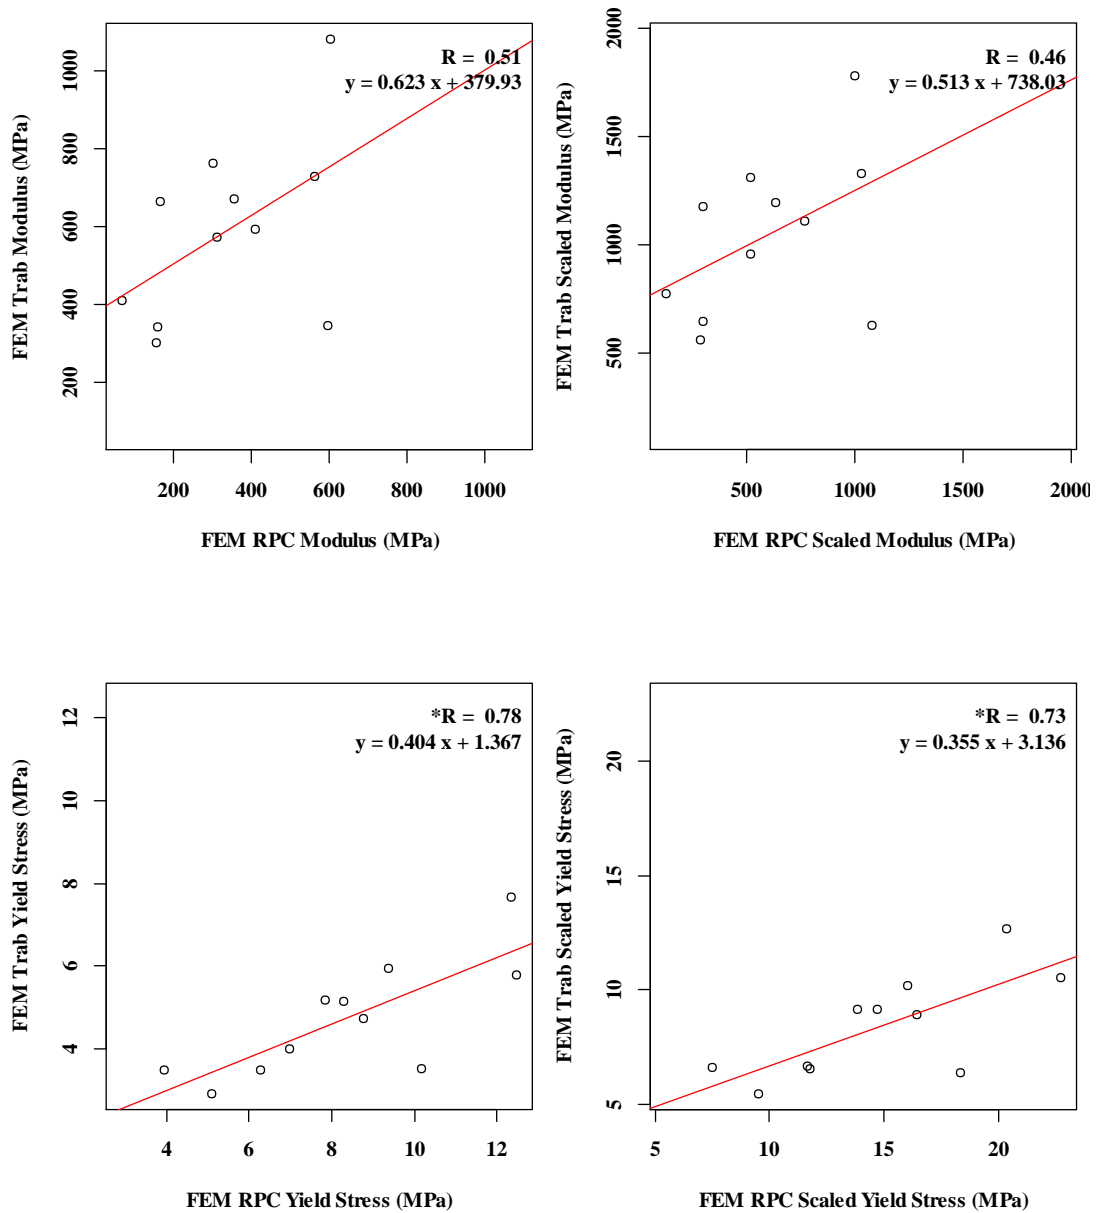 R = 0.51
y = 0.623 x + 379.93
FEM Trab Modulus (MPa)
1000
800
600
400
200
200 400 600 800 1000
FEM RPC Modulus (MPa)
R = 0.46
y = 0.513 x + 738.03
FEM Trab Scaled Modulus (MPa)
2000
1500
1000
500
500 1000 1500 2000
FEM RPC Scaled Modulus (MPa)
*R = 0.78
y = 0.404 x + 1.367
FEM Trab Yield Stress (MPa)
12
10
8
6
4
4 6 8 10 12
FEM RPC Yield Stress (MPa)
*R = 0.73
y = 0.355 x + 3.136
FEM Trab Scaled Yield Stress (MPa)
20
15
10
5
5 10 15 20
FEM RPC Scaled Yield Stress (MPa)